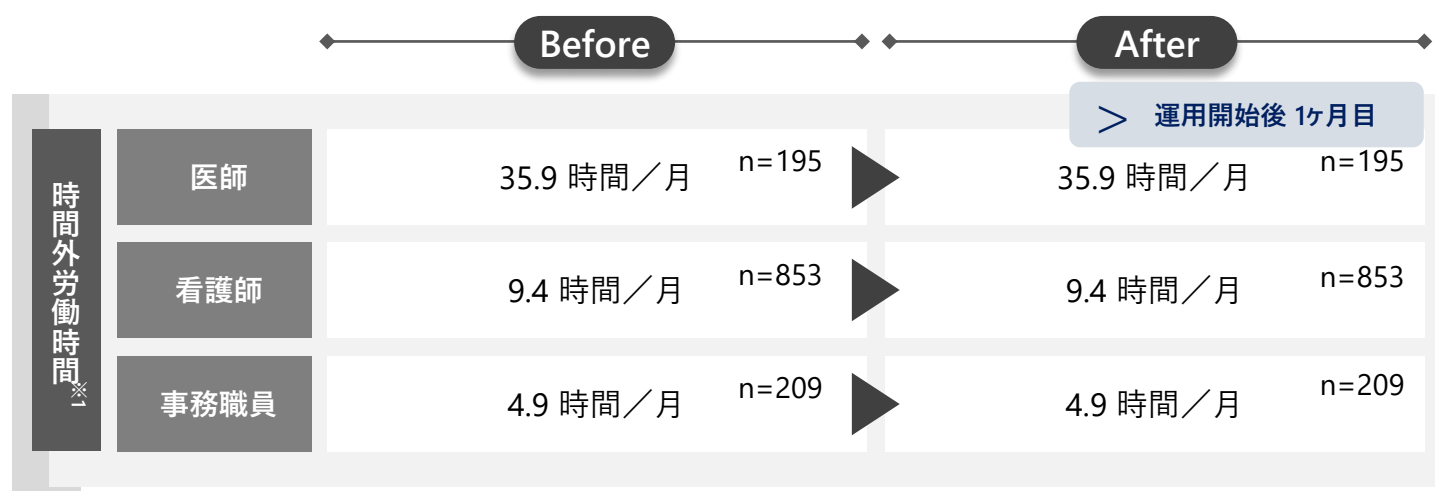 Before
After
> 運用開始後 1ヶ月目
時間外労働時間※1
医師
35.9 時間／月
n=195
35.9 時間／月
n=195
看護師
9.4 時間／月
n=853
9.4 時間／月
n=853
事務職員
4.9 時間／月
n=209
4.9 時間／月
n=209